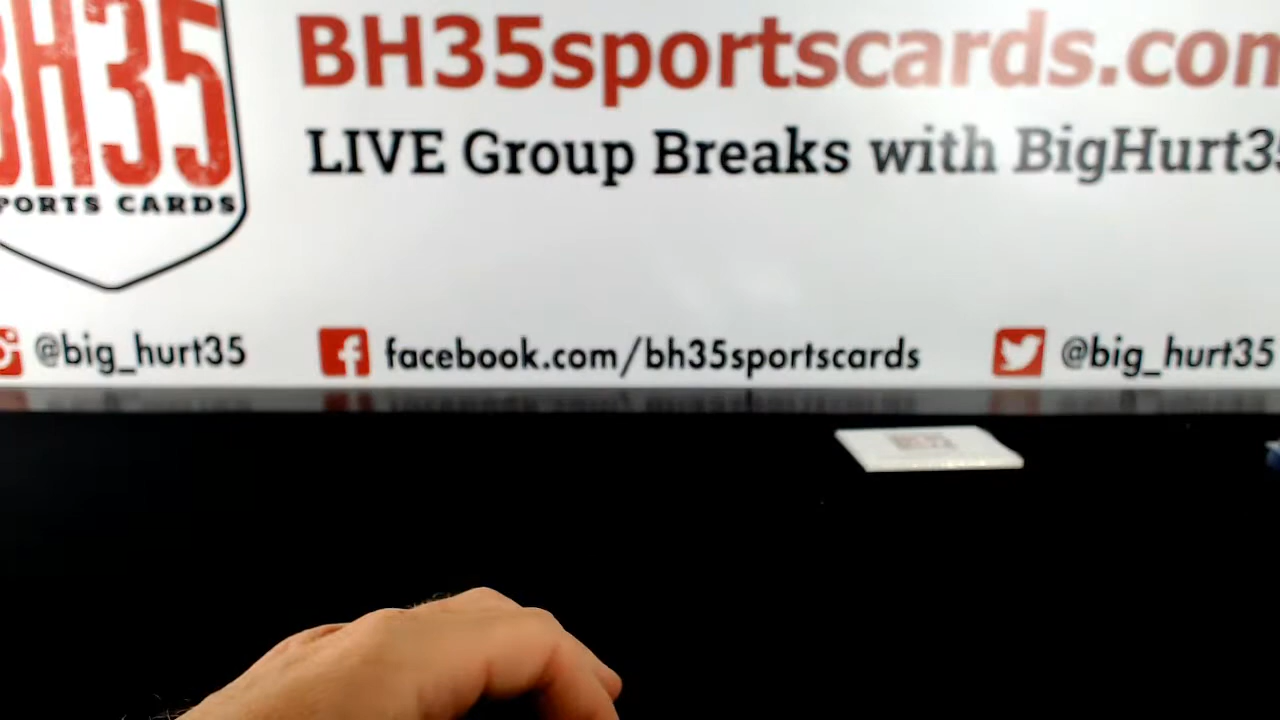 BH35
PORTS CARDS
BH35sportscards.com
LIVE Group Breaks with BigHurt35
@big_hurt35
facebook.com/bh35sportscards
@big_hurt35